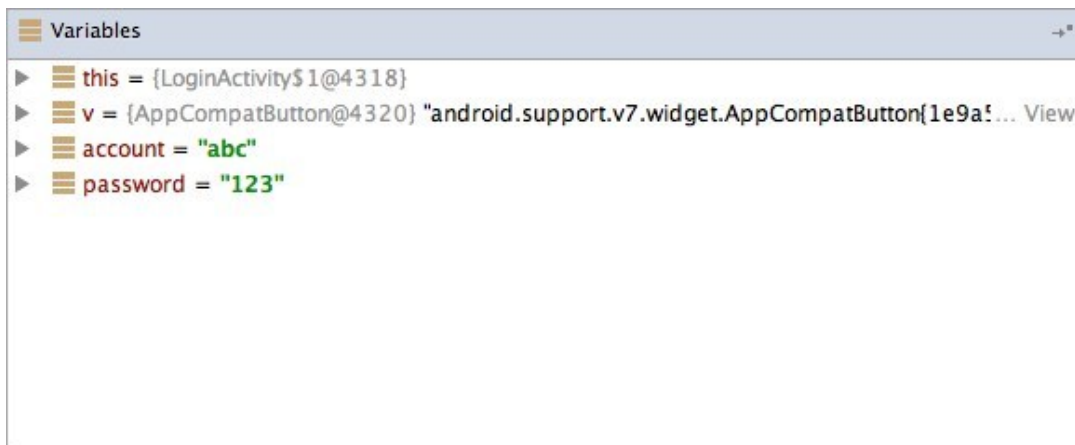 Variables
this = {LoginActivity$1@4318}
v = {AppCompatButton@4320} "android.support.v7.widget.AppCompatButton{1e9a5... View
account = "abc"
password = "123"